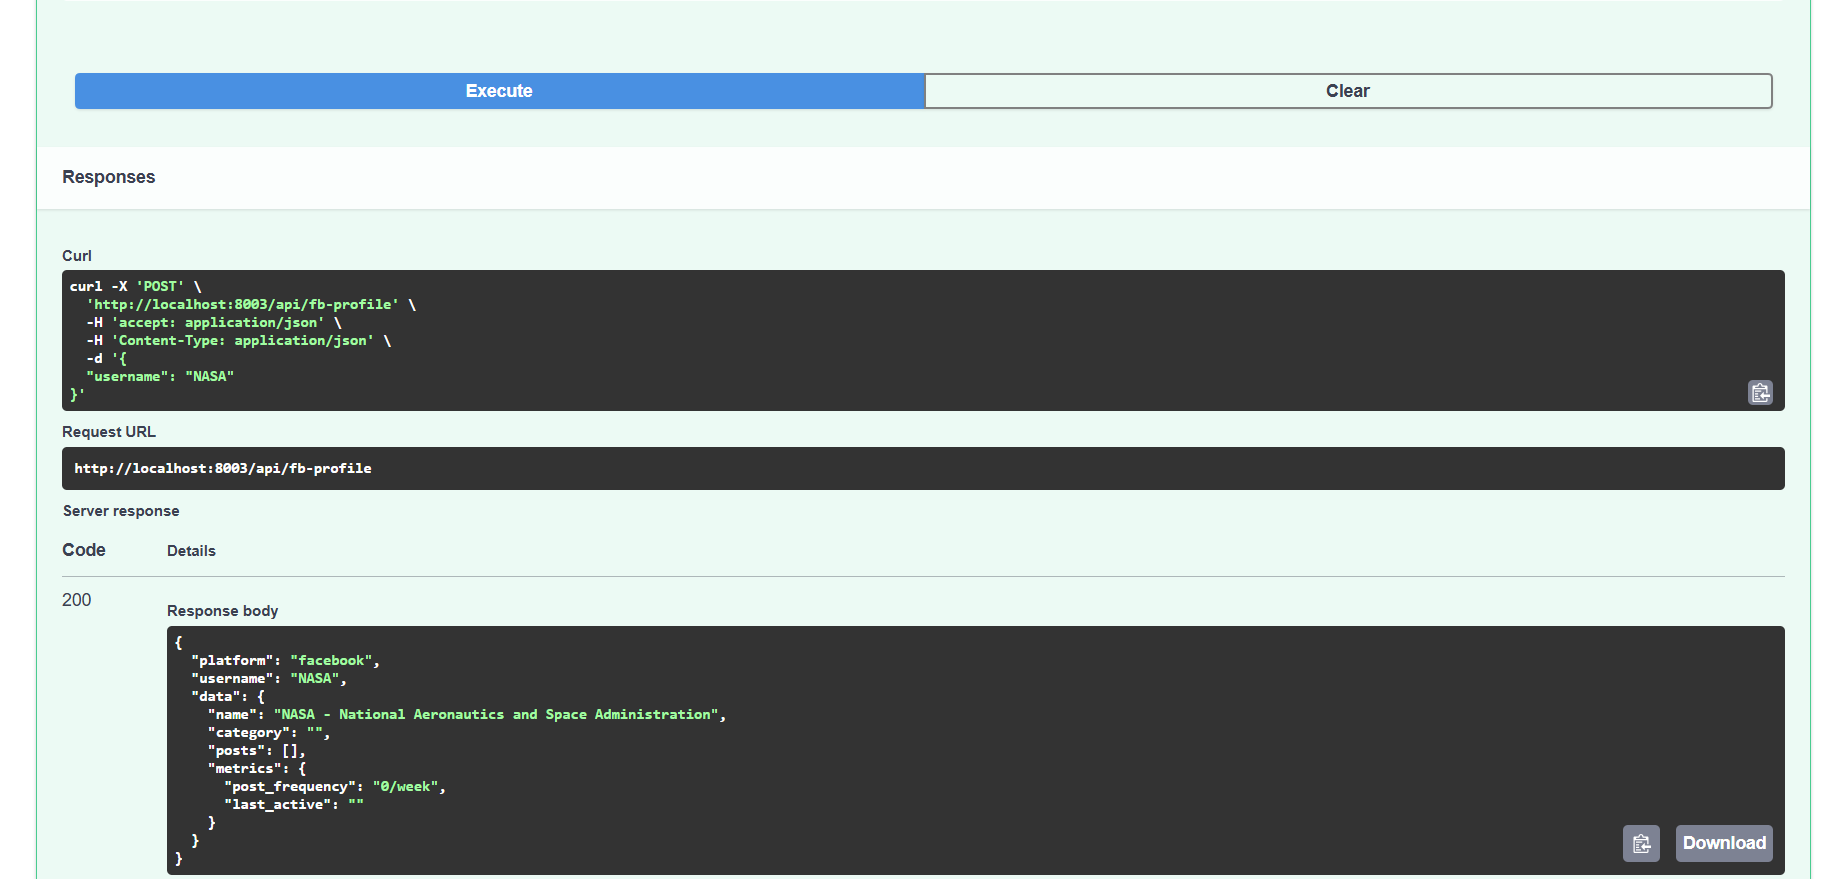 Execute
Clear
Responses
Curl
curl -X 'POST' \
  'http://localhost:8003/api/fb-profile' \
  -H 'accept: application/json' \
  -H 'Content-Type: application/json' \
  -d '{
  "username": "NASA"
}'
Request URL
http://localhost:8003/api/fb-profile
Server response
Code Details
200
Response body
{
  "platform": "facebook",
  "username": "NASA",
  "data": {
    "name": "NASA - National Aeronautics and Space Administration",
    "category": "",
    "posts": [],
    "metrics": {
      "post_frequency": "0/week",
      "last_active": ""
    }
  }
}
Download